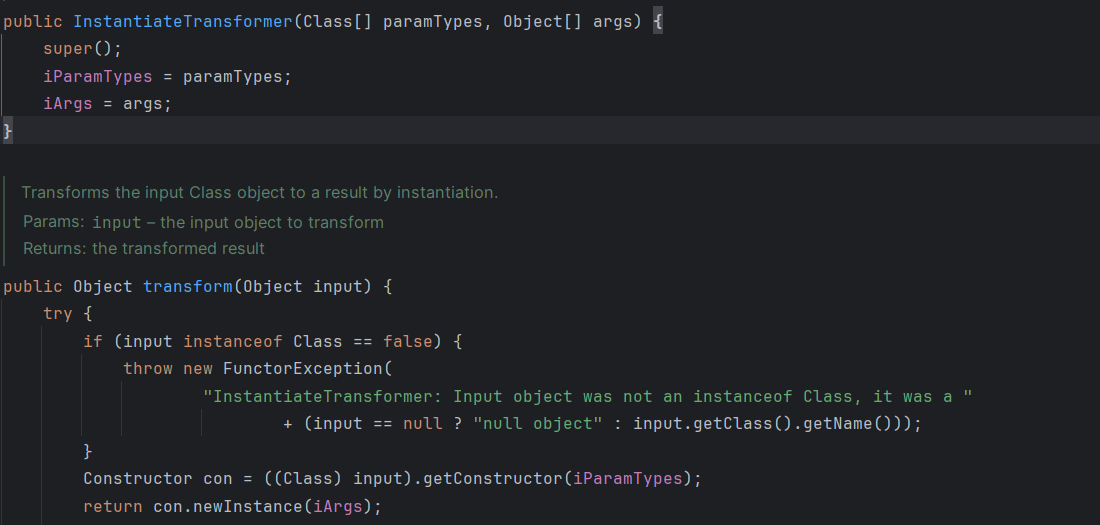 public InstantiateTransformer(Class[] paramTypes, Object[] args) {
super();
iParamTypes = paramTypes;
iArgs = args;
}
Transforms the input Class object to a result by instantiation.
Params: input – the input object to transform
Returns: the transformed result
public Object transform(Object input) {
try {
if (input instanceof Class == false) {
throw new FunctorException(
"InstantiateTransformer: Input object was not an instanceof Class, it was a "
+ (input == null ? "null object" : input.getClass().getName()));
}
Constructor con = ((Class) input).getConstructor(iParamTypes);
return con.newInstance(iArgs);